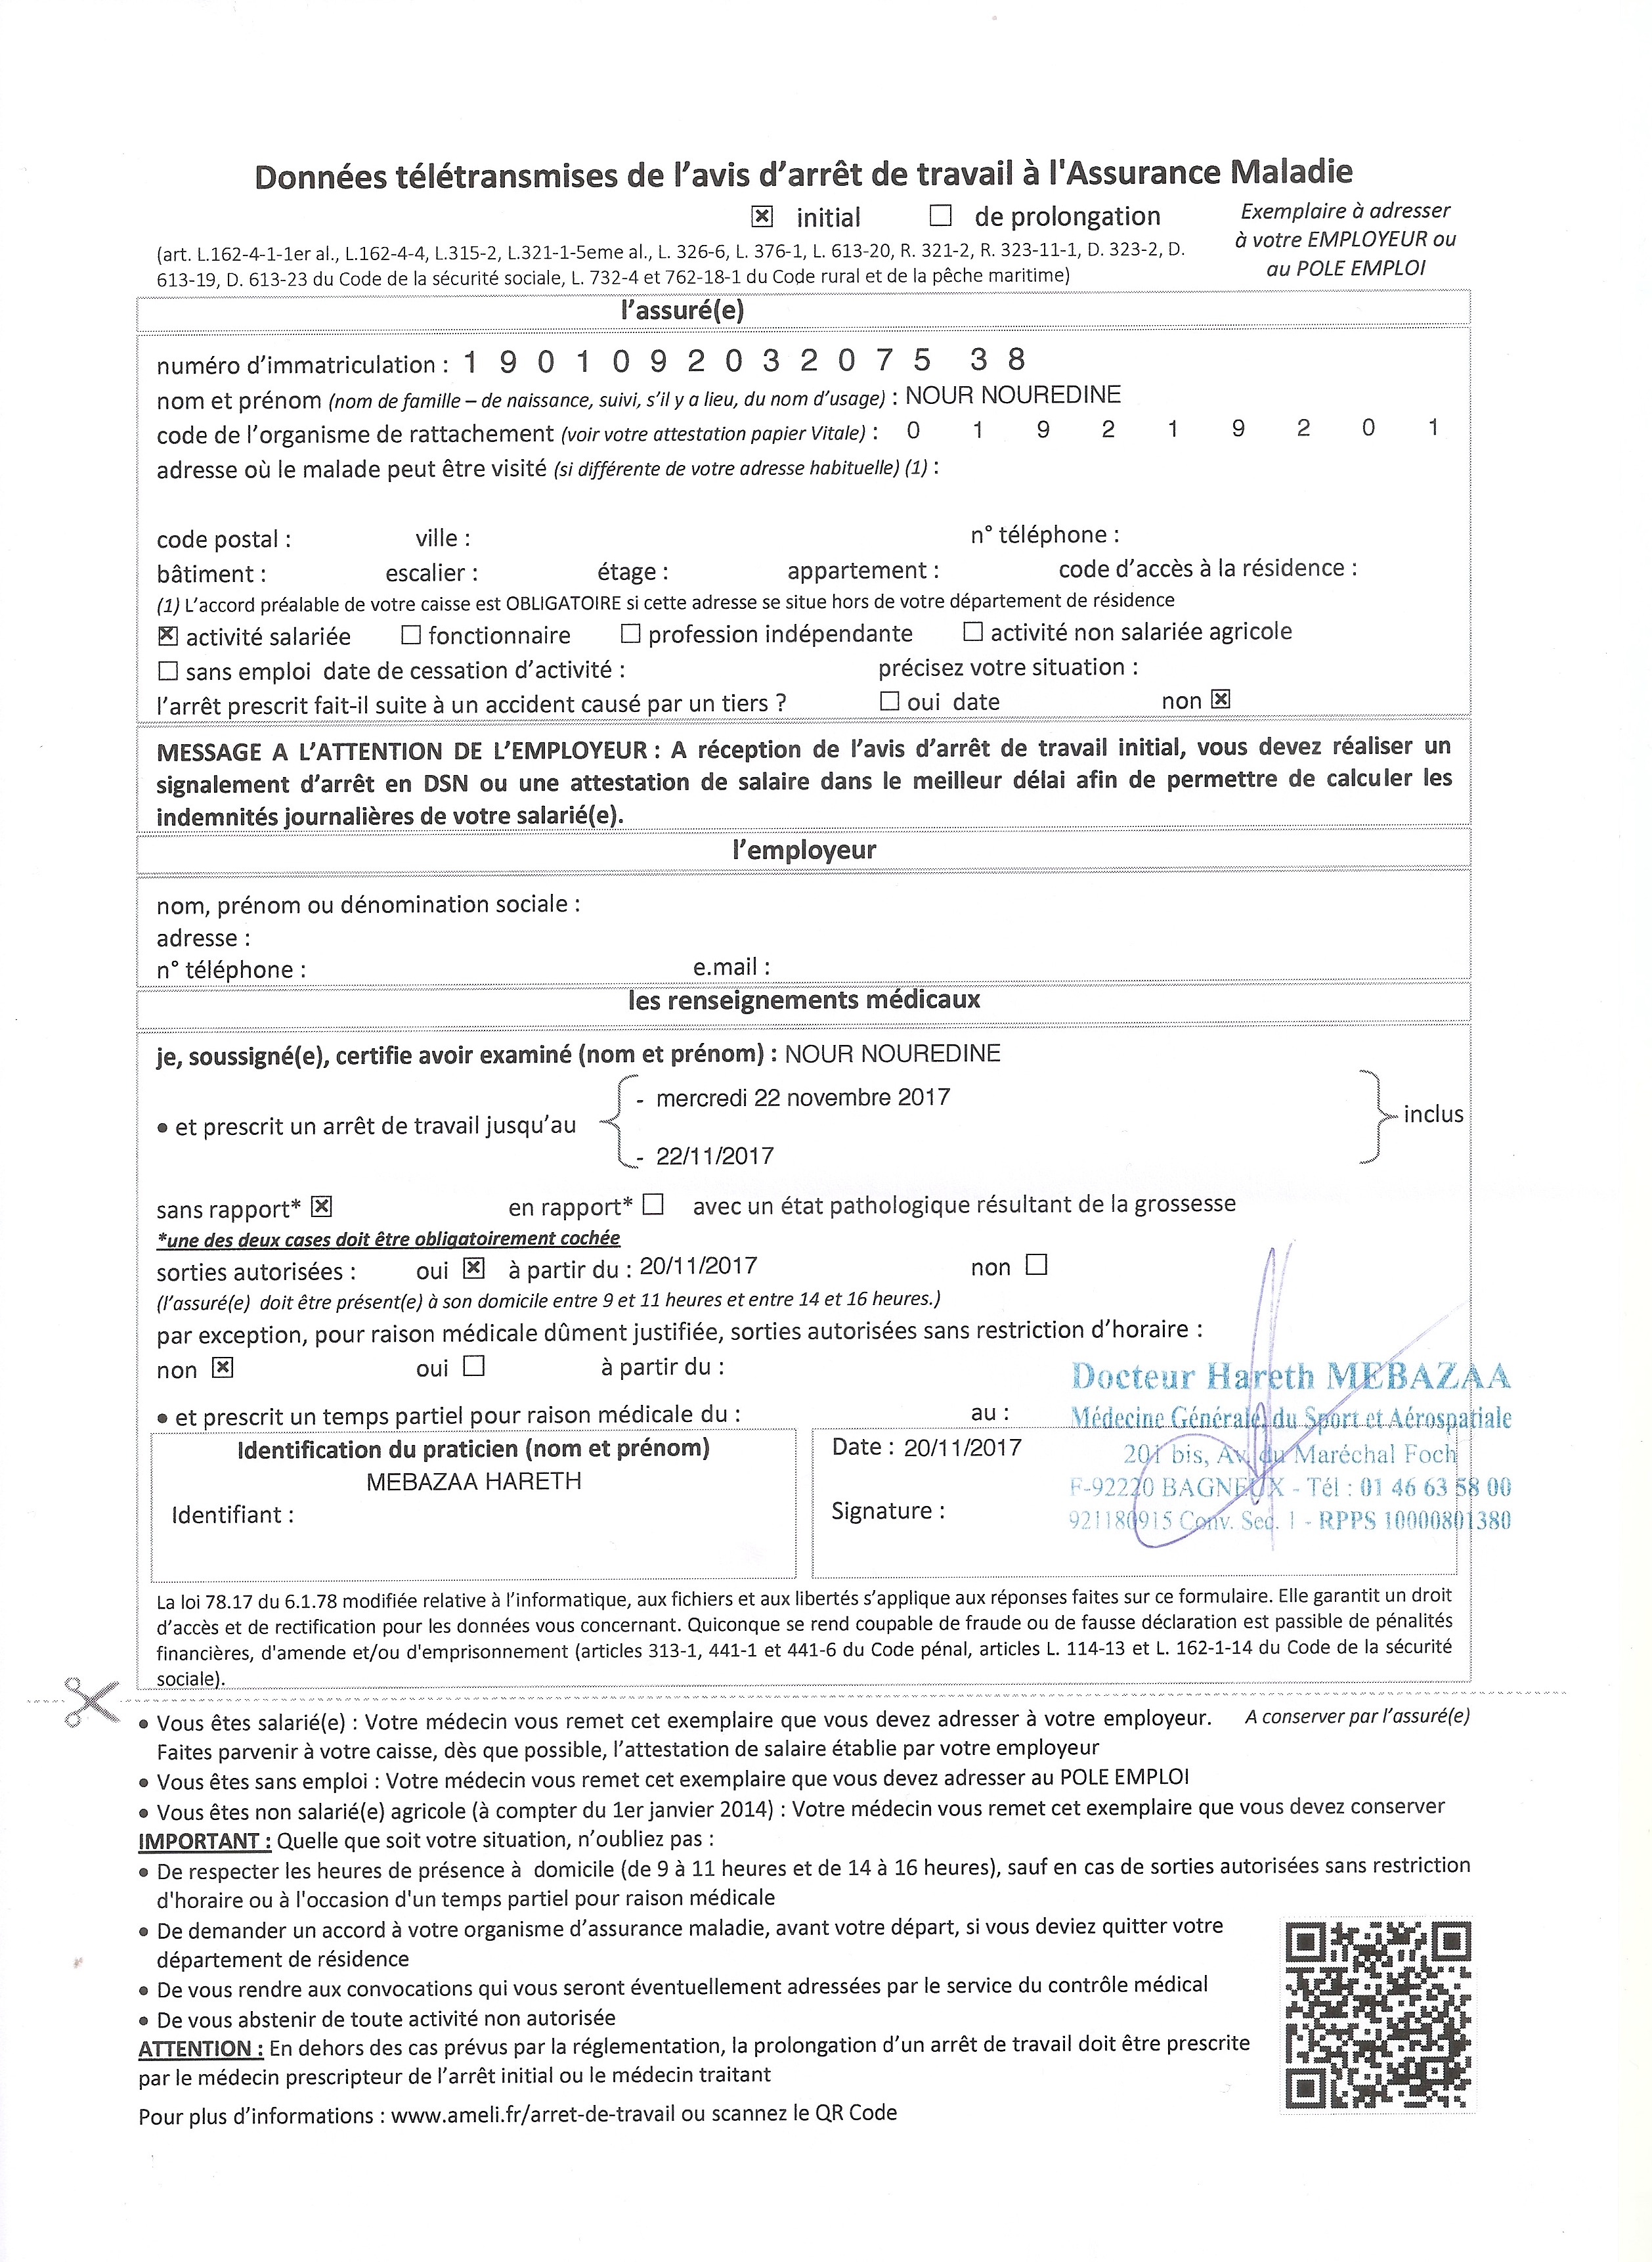 Données télétransmises de l’avis d’arrêt de travail à l'Assurance Maladie
☒ initial ☐ de prolongation
Exemplaire à adresser
à votre EMPLOYEUR ou
au POLE EMPLOI
(art. L.162-4-1-1er al., L.162-4-4, L.315-2, L.321-1-5eme al., L. 326-6, L. 376-1, L. 613-20, R. 321-2, R. 323-11-1, D. 323-2, D.
613-19, D. 613-23 du Code de la sécurité sociale, L. 732-4 et 762-18-1 du Code rural et de la pêche maritime)
l’assuré(e)
numéro d’immatriculation : 1 9 0 1 0 9 2 0 3 2 0 7 5 3 8
nom et prénom (nom de famille – de naissance, suivi, s’il y a lieu, du nom d’usage) : NOUR NOUREDINE
code de l’organisme de rattachement (voir votre attestation papier Vitale) : 0 1 9 2 1 9 2 0 1
adresse où le malade peut être visité (si différente de votre adresse habituelle) (1) :
code postal : ville : n° téléphone :
bâtiment : escalier : étage : appartement : code d’accès à la résidence :
(1) L’accord préalable de votre caisse est OBLIGATOIRE si cette adresse se situe hors de votre département de résidence
☒ activité salariée ☐ fonctionnaire ☐ profession indépendante ☐ activité non salariée agricole
☐ sans emploi date de cessation d’activité : précisez votre situation :
l’arrêt prescrit fait-il suite à un accident causé par un tiers ? ☐ oui date non ☒
MESSAGE A L’ATTENTION DE L’EMPLOYEUR : A réception de l’avis d’arrêt de travail initial, vous devez réaliser un
signalement d’arrêt en DSN ou une attestation de salaire dans le meilleur délai afin de permettre de calculer les
indemnités journalières de votre salarié(e).
l’employeur
nom, prénom ou dénomination sociale :
adresse :
n° téléphone : e.mail :
les renseignements médicaux
je, soussigné(e), certifie avoir examiné (nom et prénom) : NOUR NOUREDINE
- mercredi 22 novembre 2017
• et prescrit un arrêt de travail jusqu’au inclus
- 22/11/2017
sans rapport* ☒ en rapport* ☐ avec un état pathologique résultant de la grossesse
*une des deux cases doit être obligatoirement cochée
sorties autorisées : oui ☒ à partir du : 20/11/2017 non ☐
(l’assuré(e) doit être présent(e) à son domicile entre 9 et 11 heures et entre 14 et 16 heures.)
par exception, pour raison médicale dûment justifiée, sorties autorisées sans restriction d’horaire :
non ☒ oui ☐ à partir du :
• et prescrit un temps partiel pour raison médicale du : au :
Docteur Hareth MEBAZAA
Médecine Générale, du Sport et Aérospatiale
201 bis, Av. du Maréchal Foch
F-92220 BAGNEUX - Tél : 01 46 63 58 00
921180915 Conv. Sec. 1 - RPPS 10000801380
Identification du praticien (nom et prénom)
MEBAZAA HARETH
Identifiant :
Date : 20/11/2017
Signature :
La loi 78.17 du 6.1.78 modifiée relative à l’informatique, aux fichiers et aux libertés s’applique aux réponses faites sur ce formulaire. Elle garantit un droit
d’accès et de rectification pour les données vous concernant. Quiconque se rend coupable de fraude ou de fausse déclaration est passible de pénalités
financières, d'amende et/ou d'emprisonnement (articles 313-1, 441-1 et 441-6 du Code pénal, articles L. 114-13 et L. 162-1-14 du Code de la sécurité
sociale).
• Vous êtes salarié(e) : Votre médecin vous remet cet exemplaire que vous devez adresser à votre employeur. A conserver par l’assuré(e)
Faites parvenir à votre caisse, dès que possible, l’attestation de salaire établie par votre employeur
• Vous êtes sans emploi : Votre médecin vous remet cet exemplaire que vous devez adresser au POLE EMPLOI
• Vous êtes non salarié(e) agricole (à compter du 1er janvier 2014) : Votre médecin vous remet cet exemplaire que vous devez conserver
IMPORTANT : Quelle que soit votre situation, n’oubliez pas :
• De respecter les heures de présence à domicile (de 9 à 11 heures et de 14 à 16 heures), sauf en cas de sorties autorisées sans restriction
d'horaire ou à l'occasion d'un temps partiel pour raison médicale
• De demander un accord à votre organisme d’assurance maladie, avant votre départ, si vous deviez quitter votre
département de résidence
• De vous rendre aux convocations qui vous seront éventuellement adressées par le service du contrôle médical
• De vous abstenir de toute activité non autorisée
ATTENTION : En dehors des cas prévus par la réglementation, la prolongation d’un arrêt de travail doit être prescrite
par le médecin prescripteur de l’arrêt initial ou le médecin traitant
Pour plus d’informations : www.ameli.fr/arret-de-travail ou scannez le QR Code